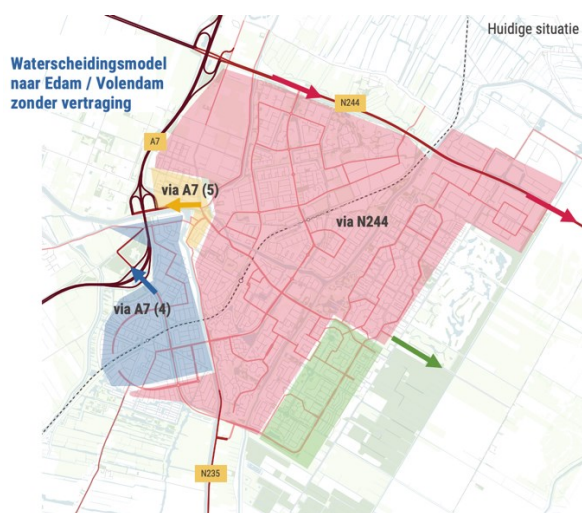 Huidige situatie
Waterscheidingsmodel
naar Edam / Volendam
zonder vertraging
N244
A7
via A7 (5)
via N244
via A7 (4)
N235